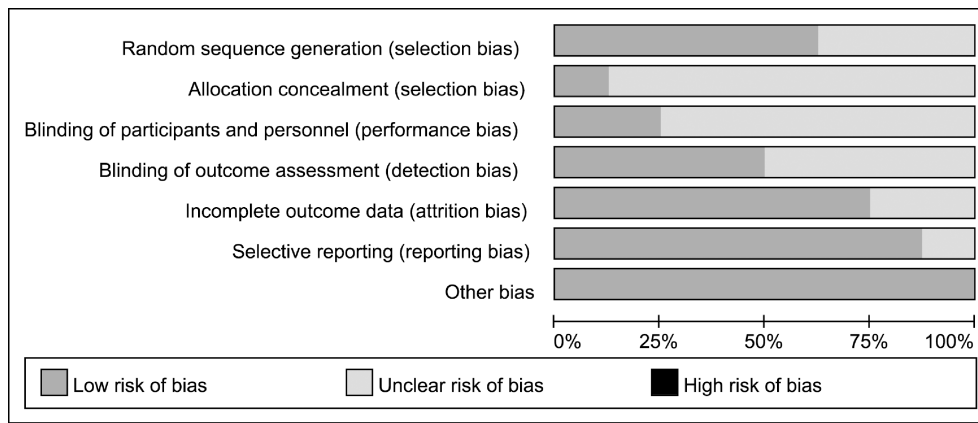 Random sequence generation (selection bias)
Allocation concealment (selection bias)
Blinding of participants and personnel (performance bias)
Blinding of outcome assessment (detection bias)
Incomplete outcome data (attrition bias)
Selective reporting (reporting bias)
Other bias
0% 25% 50% 75% 100%
Low risk of bias Unclear risk of bias High risk of bias